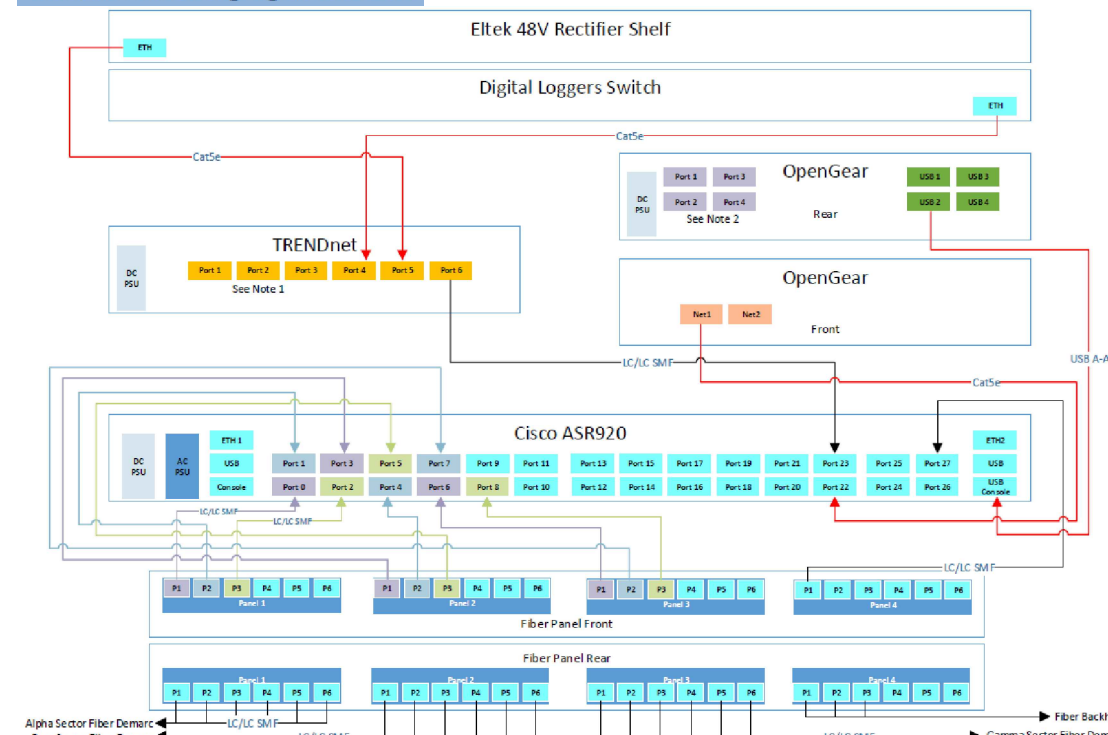 Eltek 48V Rectifier Shelf
ETH
Digital Loggers Switch
ETH
Cat5e
Cat5e
OpenGear
Port 1 Port 3 USB 1 USB 3
DC PSU
Port 2 Port 4 USB 2 USB 4
See Note 2
Rear
TRENDnet
DC PSU
Port 1 Port 2 Port 3 Port 4 Port 5 Port 6
See Note 1
OpenGear
Net1 Net2
Front
LC/LC SMF
USB A-A
Cat5e
Cisco ASR920
DC PSU
AC PSU
ETH 1 ETH2
USB Port 1 Port 3 Port 5 Port 7 Port 9 Port 11 Port 13 Port 15 Port 17 Port 19 Port 21 Port 23 Port 25 Port 27 USB
Console Port 0 Port 2 Port 4 Port 6 Port 8 Port 10 Port 12 Port 14 Port 16 Port 18 Port 20 Port 22 Port 24 Port 26 USB Console
LC/LC SMF
LC/LC SMF
LC/LC SMF
P1 P2 P3 P4 P5 P6 P1 P2 P3 P4 P5 P6 P1 P2 P3 P4 P5 P6 P1 P2 P3 P4 P5 P6
Panel 1 Panel 2 Panel 3 Panel 4
Fiber Panel Front
Fiber Panel Rear
Panel 1 Panel 2 Panel 3 Panel 4
P1 P2 P3 P4 P5 P6 P1 P2 P3 P4 P5 P6 P1 P2 P3 P4 P5 P6 P1 P2 P3 P4 P5 P6
Alpha Sector Fiber Demarc LC/LC SMF Fiber Backh